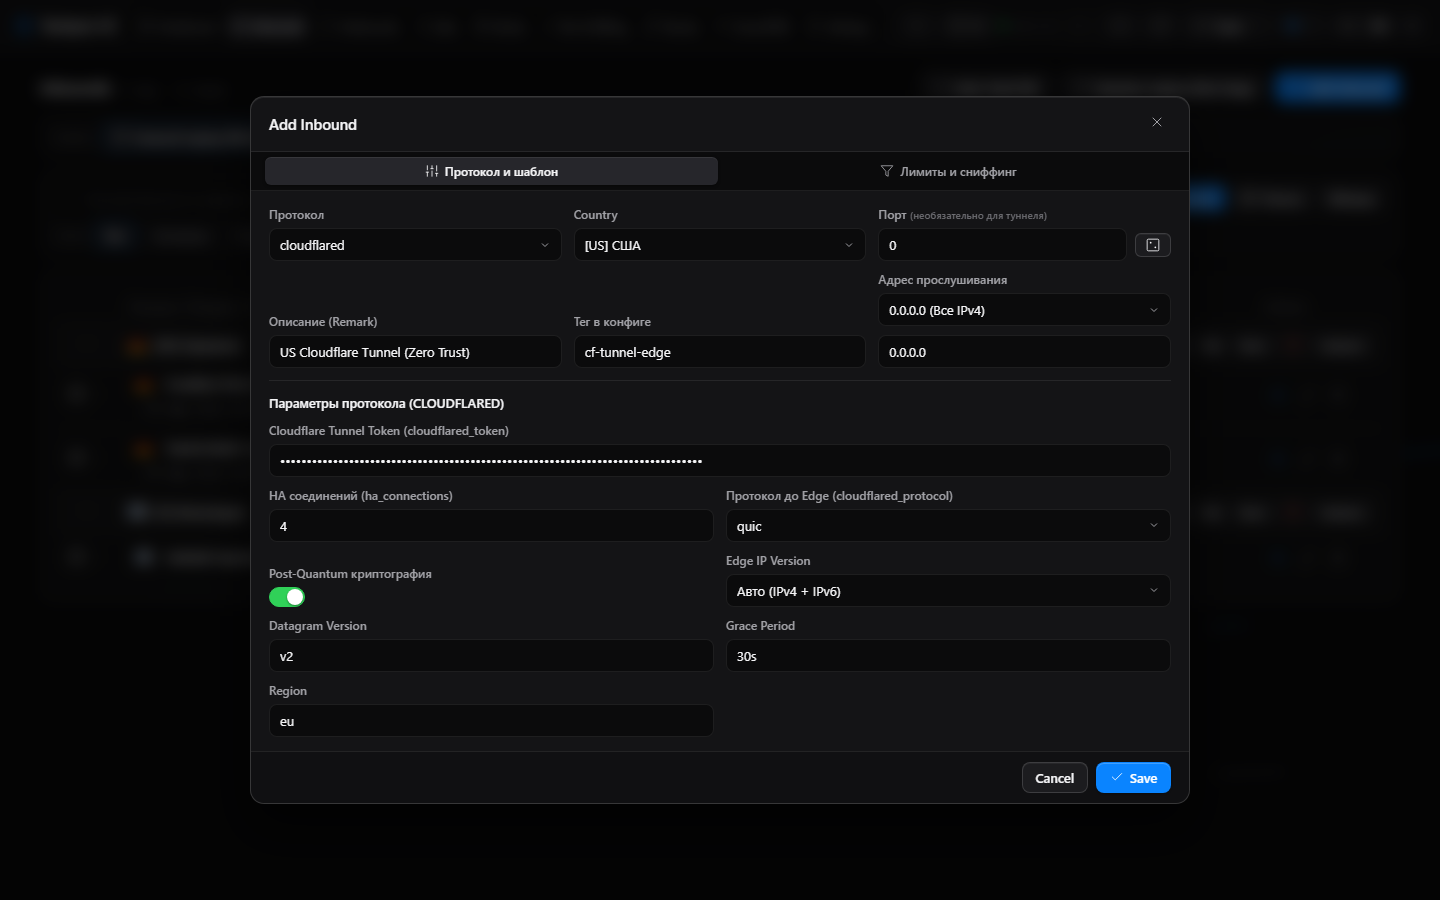 Add Inbound
Протокол и шаблон
Лимиты и сниффинг
Протокол
Country
Порт (необязательно для туннеля)
cloudflared
[US] США
0
Адрес прослушивания
0.0.0.0 (Все IPv4)
Описание (Remark)
Тег в конфиге
US Cloudflare Tunnel (Zero Trust)
cf-tunnel-edge
0.0.0.0
Параметры протокола (CLOUDFLARED)
Cloudflare Tunnel Token (cloudflared_token)
HA соединений (ha_connections)
Протокол до Edge (cloudflared_protocol)
4
quic
Post-Quantum криптография
Edge IP Version
Авто (IPv4 + IPv6)
Datagram Version
Grace Period
v2
30s
Region
eu
Cancel
Save